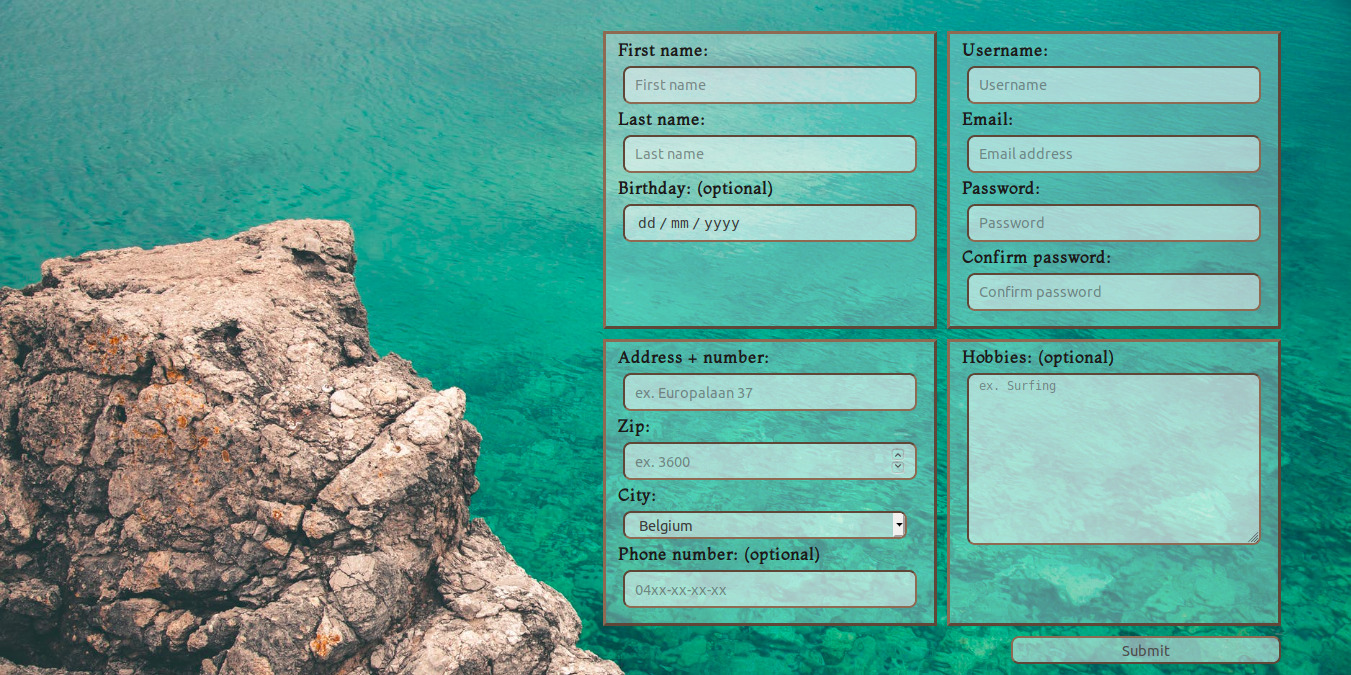 First name:
First name
Last name:
Last name
Birthday: (optional)
dd / mm / yyyy
Username:
Username
Email:
Email address
Password:
Password
Confirm password:
Confirm password
Address + number:
ex. Europalaan 37
Zip:
ex. 3600
City:
Belgium
Phone number: (optional)
04xx-xx-xx-xx
Hobbies: (optional)
ex. Surfing
Submit